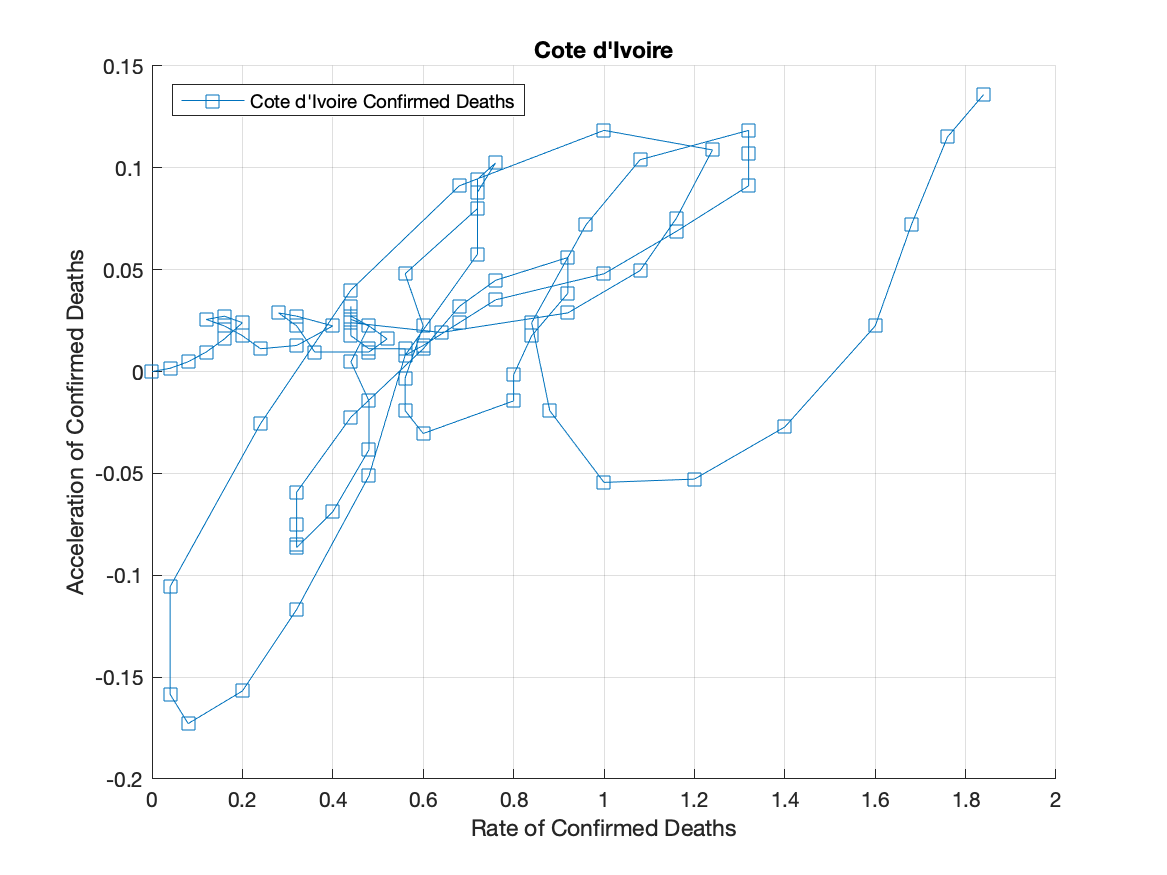 Cote d'Ivoire
Cote d'Ivoire Confirmed Deaths
0.15
0.1
0.05
0
-0.05
-0.1
-0.15
-0.2
Acceleration of Confirmed Deaths
0 0.2 0.4 0.6 0.8 1 1.2 1.4 1.6 1.8 2
Rate of Confirmed Deaths